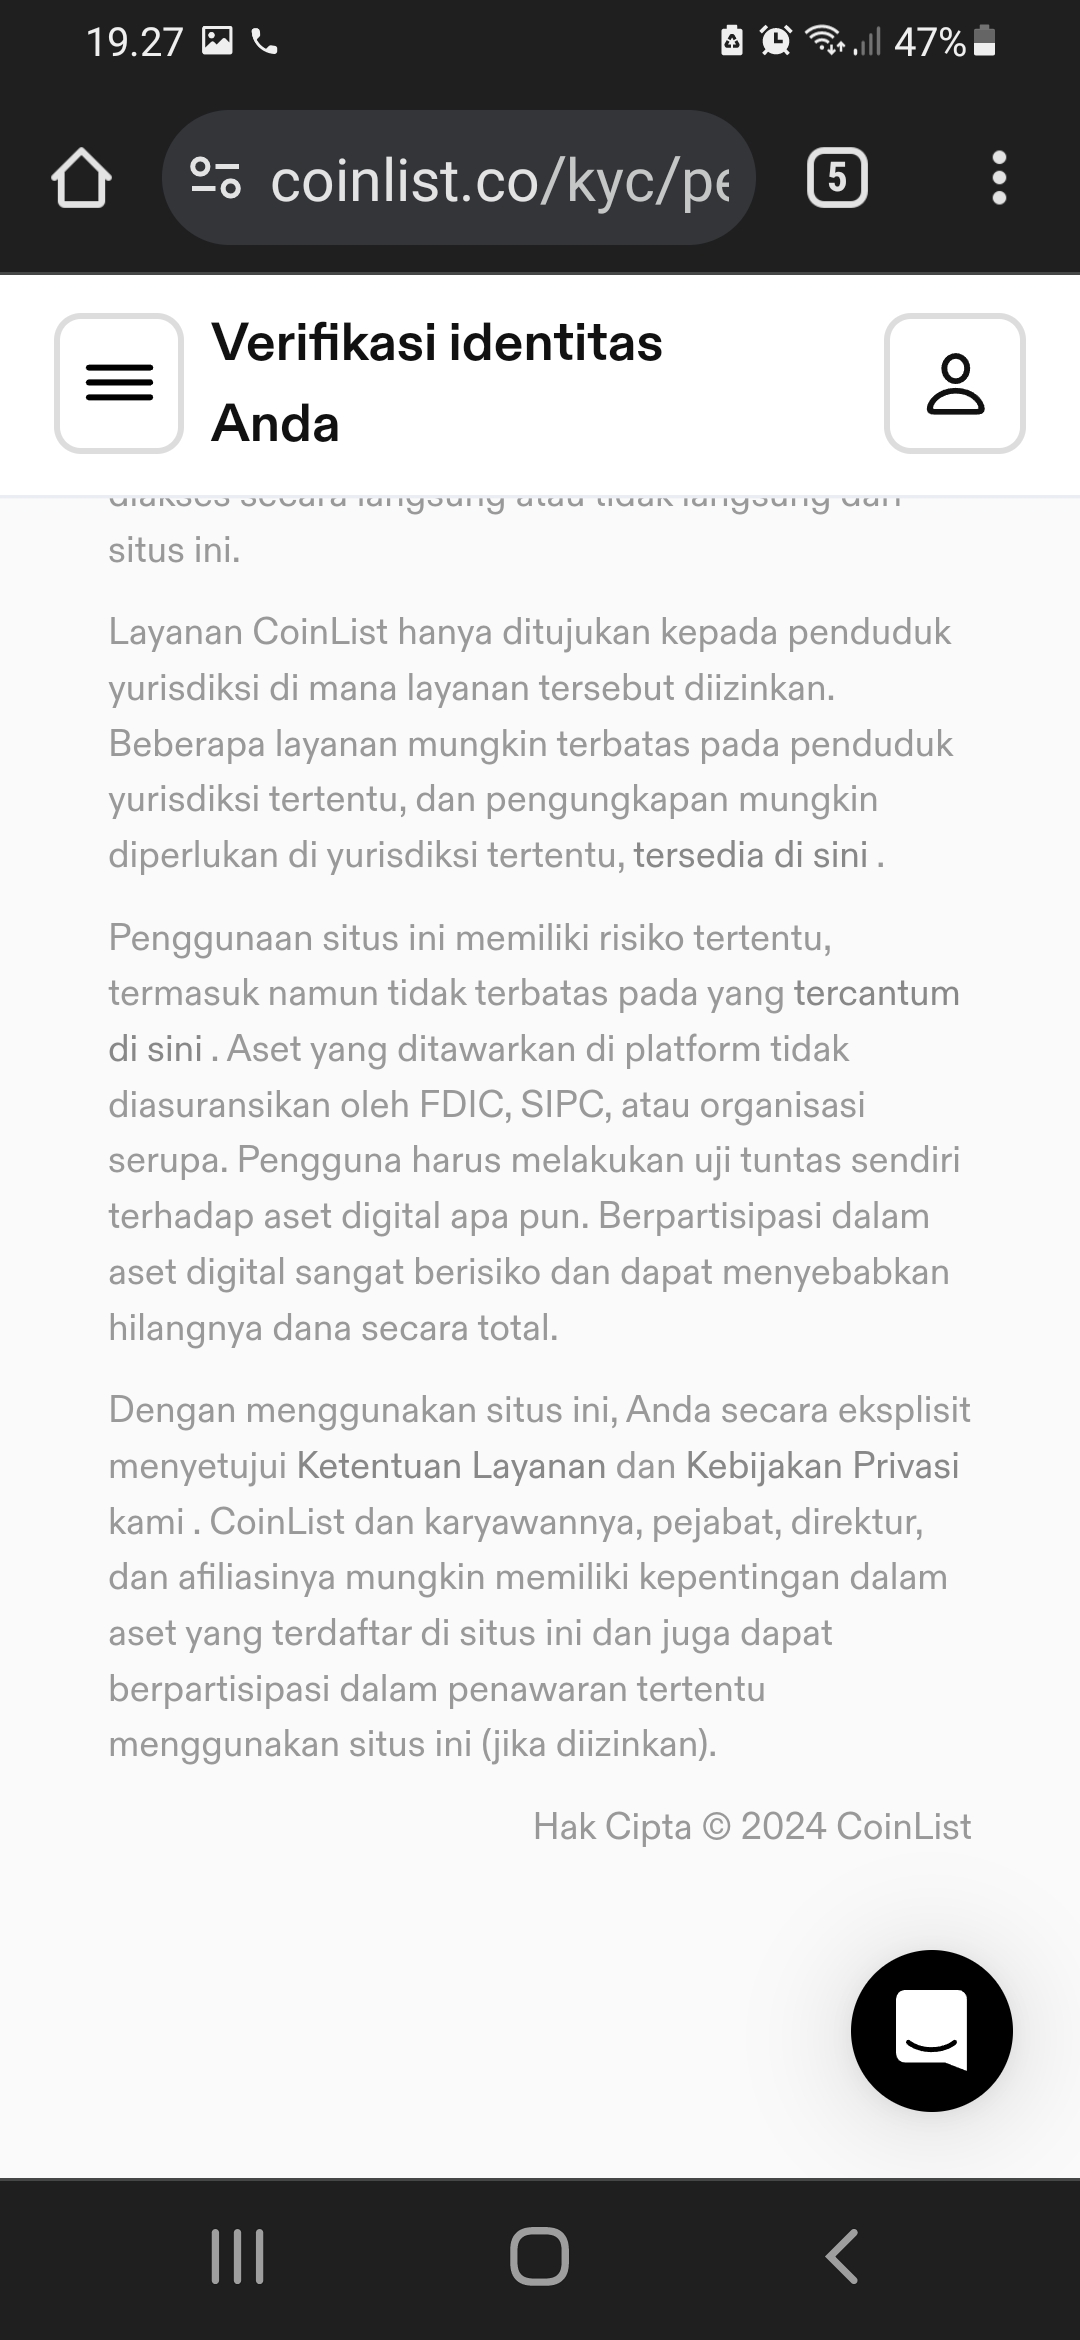 19.27
47%
coinlist.co/kyc/pe
5
Verifikasi identitas
Anda
diakses secara langsung atau tidak langsung dari
situs ini.
Layanan CoinList hanya ditujukan kepada penduduk
yurisdiksi di mana layanan tersebut diizinkan.
Beberapa layanan mungkin terbatas pada penduduk
yurisdiksi tertentu, dan pengungkapan mungkin
diperlukan di yurisdiksi tertentu, tersedia di sini .
Penggunaan situs ini memiliki risiko tertentu,
termasuk namun tidak terbatas pada yang tercantum
di sini . Aset yang ditawarkan di platform tidak
diasuransikan oleh FDIC, SIPC, atau organisasi
serupa. Pengguna harus melakukan uji tuntas sendiri
terhadap aset digital apa pun. Berpartisipasi dalam
aset digital sangat berisiko dan dapat menyebabkan
hilangnya dana secara total.
Dengan menggunakan situs ini, Anda secara eksplisit
menyetujui Ketentuan Layanan dan Kebijakan Privasi
kami . CoinList dan karyawannya, pejabat, direktur,
dan afiliasinya mungkin memiliki kepentingan dalam
aset yang terdaftar di situs ini dan juga dapat
berpartisipasi dalam penawaran tertentu
menggunakan situs ini (jika diizinkan).
Hak Cipta © 2024 CoinList